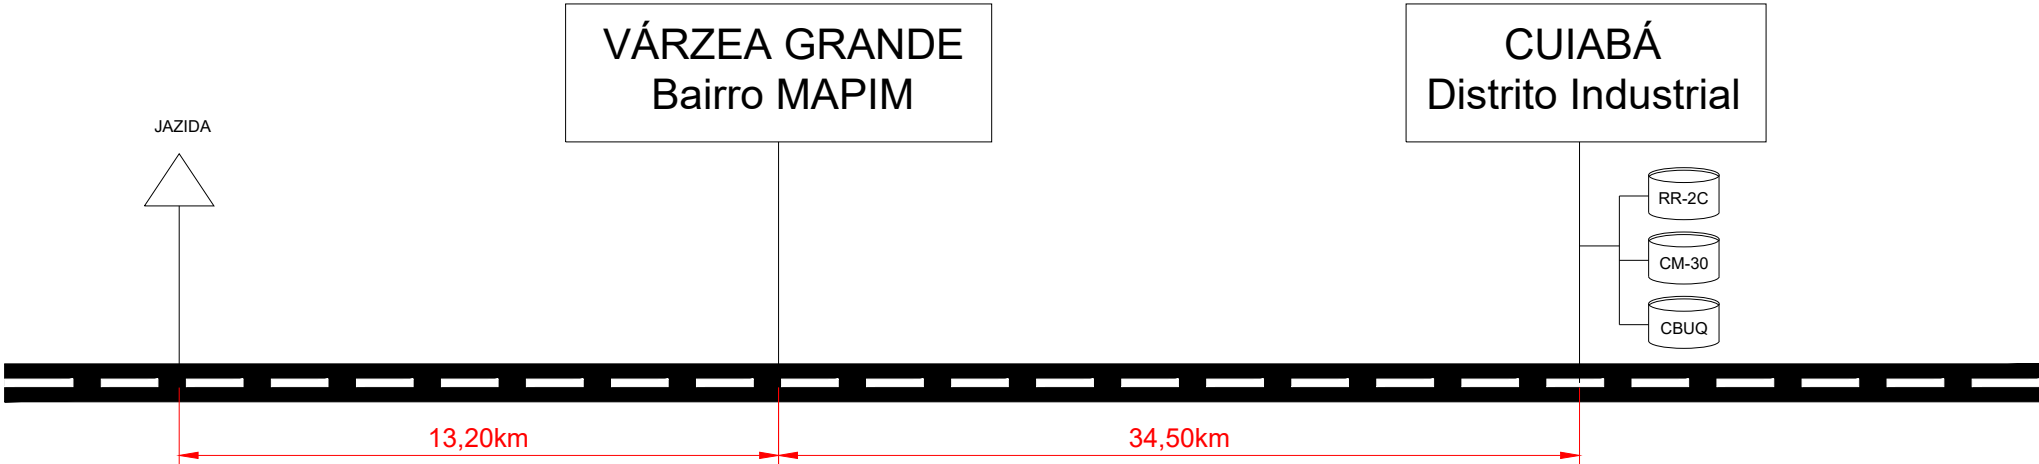 VÁRZEA GRANDE
Bairro MAPIM
CUIABÁ
Distrito Industrial
JAZIDA
RR-2C
CM-30
CBUQ
13,20km
34,50km